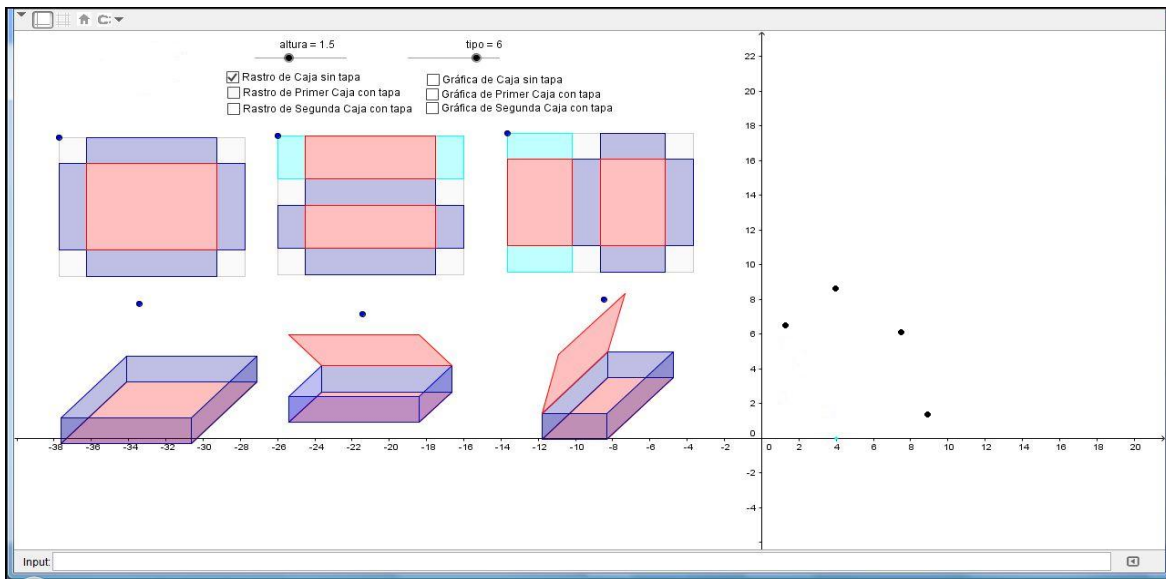 altura = 1.5 tipo = 6
Rastro de Caja sin tapa Gráfica de Caja sin tapa
Rastro de Primer Caja con tapa Gráfica de Primer Caja con tapa
Rastro de Segunda Caja con tapa Gráfica de Segunda Caja con tapa
22
20
18
16
14
12
10
8
6
4
2
0
-38 -36 -34 -32 -30 -28 -26 -24 -22 -20 -18 -16 -14 -12 -10 -8 -6 -4 -2 0 2 4 6 8 10 12 14 16 18 20
-2
-4
Input: